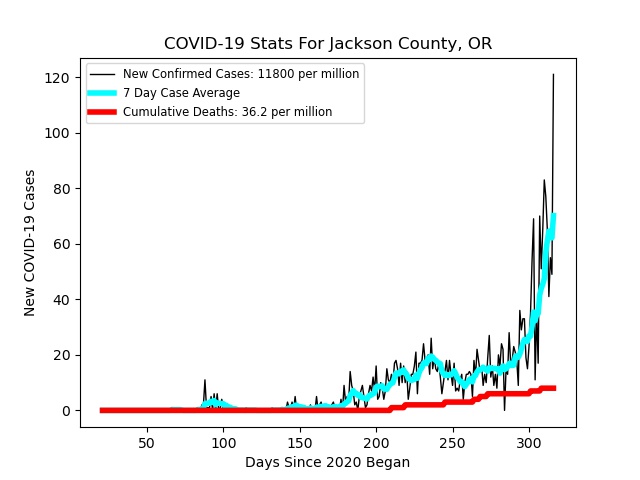 COVID-19 Stats For Jackson County, OR
New Confirmed Cases: 11800 per million
7 Day Case Average
Cumulative Deaths: 36.2 per million
New COVID-19 Cases
120
100
80
60
40
20
0
50 100 150 200 250 300
Days Since 2020 Began